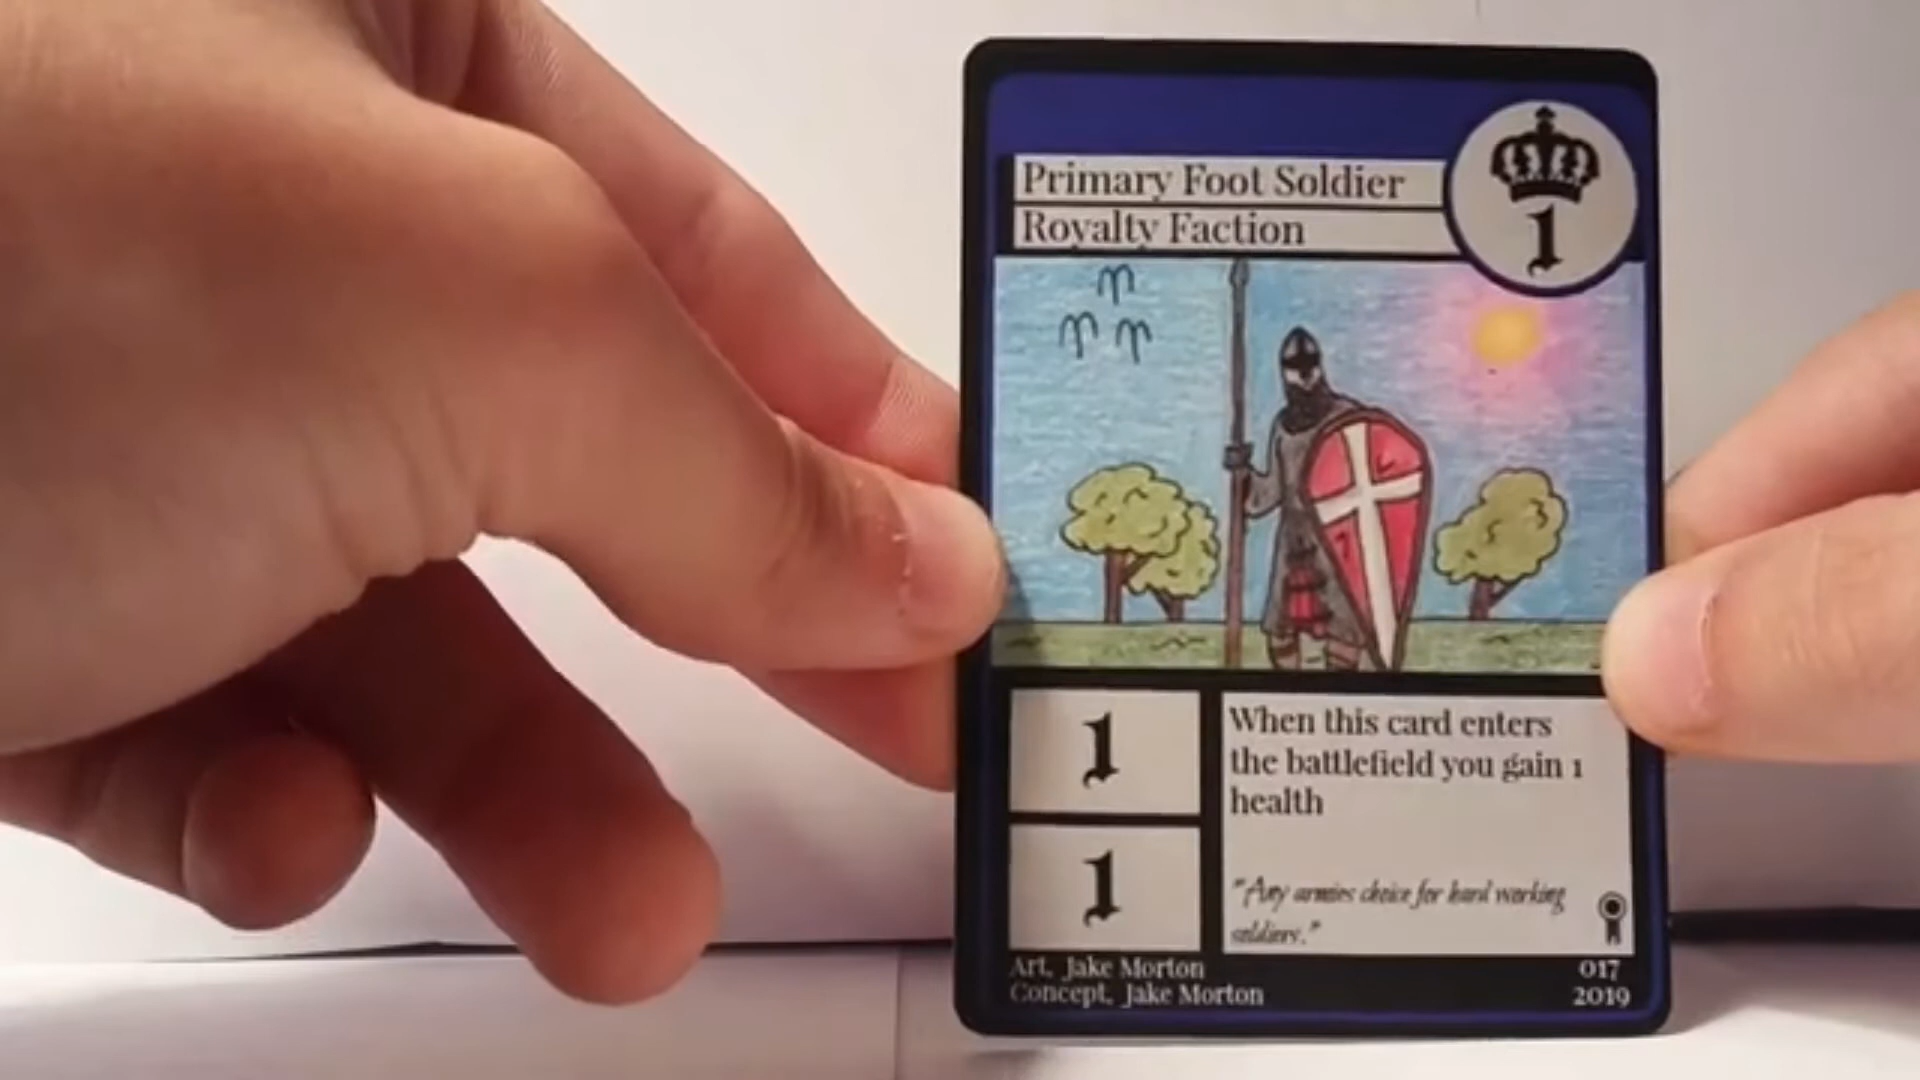 Primary Foot Soldier
Royalty Faction
1
1
When this card enters
the battlefield you gain 1
health
1
"Any armies choice for hard working
soldiers."
Art, Jake Morton
Concept, Jake Morton
017
2019